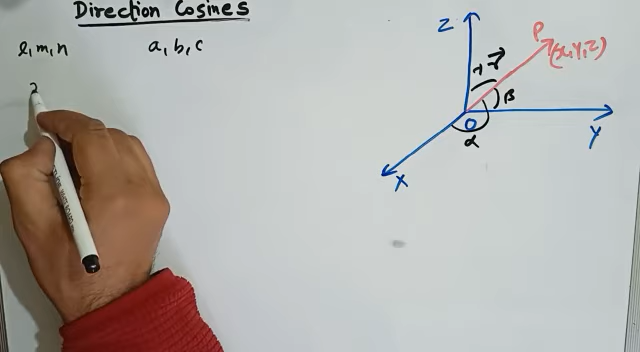 Direction Cosines
l, m, n a, b, c
Z
P
(x, y, z)
r
β
O
Y
α
X